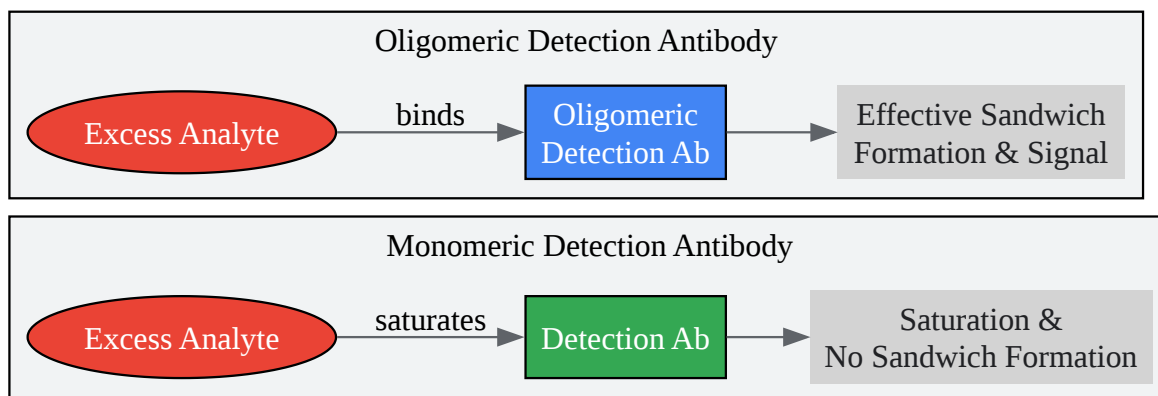 Oligomeric Detection Antibody
Excess Analyte
binds
Oligomeric
Detection Ab
Effective Sandwich
Formation & Signal
Monomeric Detection Antibody
Excess Analyte
saturates
Detection Ab
Saturation &
No Sandwich Formation